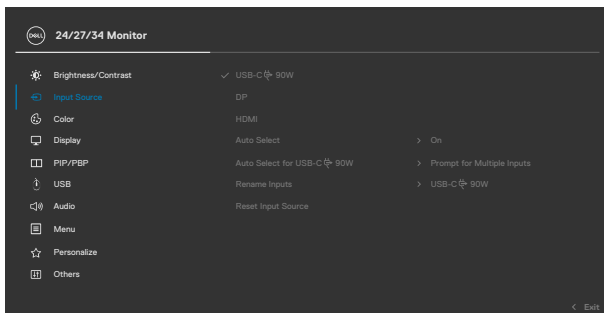 DELL 24/27/34 Monitor
Brightness/Contrast ✓ USB-C 90W
Input Source DP
Color HDMI
Display Auto Select > On
PIP/PBP Auto Select for USB-C 90W > Prompt for Multiple Inputs
USB Rename Inputs > USB-C 90W
Audio Reset Input Source
Menu
Personalize
Others
< Exit